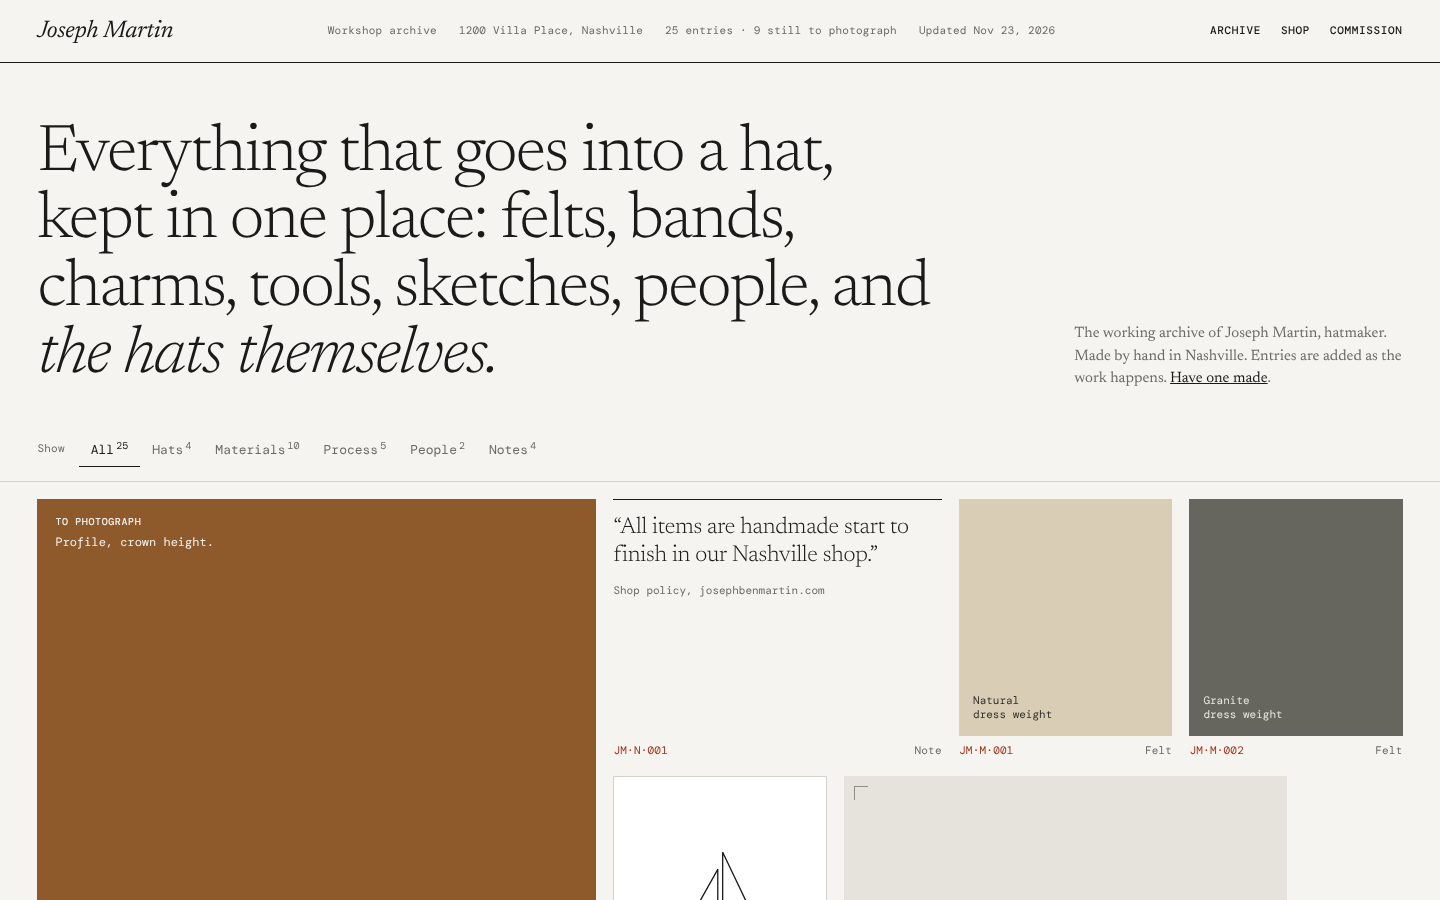 Joseph Martin
Workshop archive
1200 Villa Place, Nashville
25 entries · 9 still to photograph
Updated Nov 23, 2026
ARCHIVE
SHOP
COMMISSION
Everything that goes into a hat,
kept in one place: felts, bands,
charms, tools, sketches, people, and
the hats themselves.
The working archive of Joseph Martin, hatmaker.
Made by hand in Nashville. Entries are added as the
work happens. Have one made.
Show
All 25
Hats 4
Materials 10
Process 5
People 2
Notes 4
TO PHOTOGRAPH
Profile, crown height.
“All items are handmade start to
finish in our Nashville shop.”
Shop policy, josephbenmartin.com
JM·N·001
Note
Natural
dress weight
JM·M·001
Felt
Granite
dress weight
JM·M·002
Felt